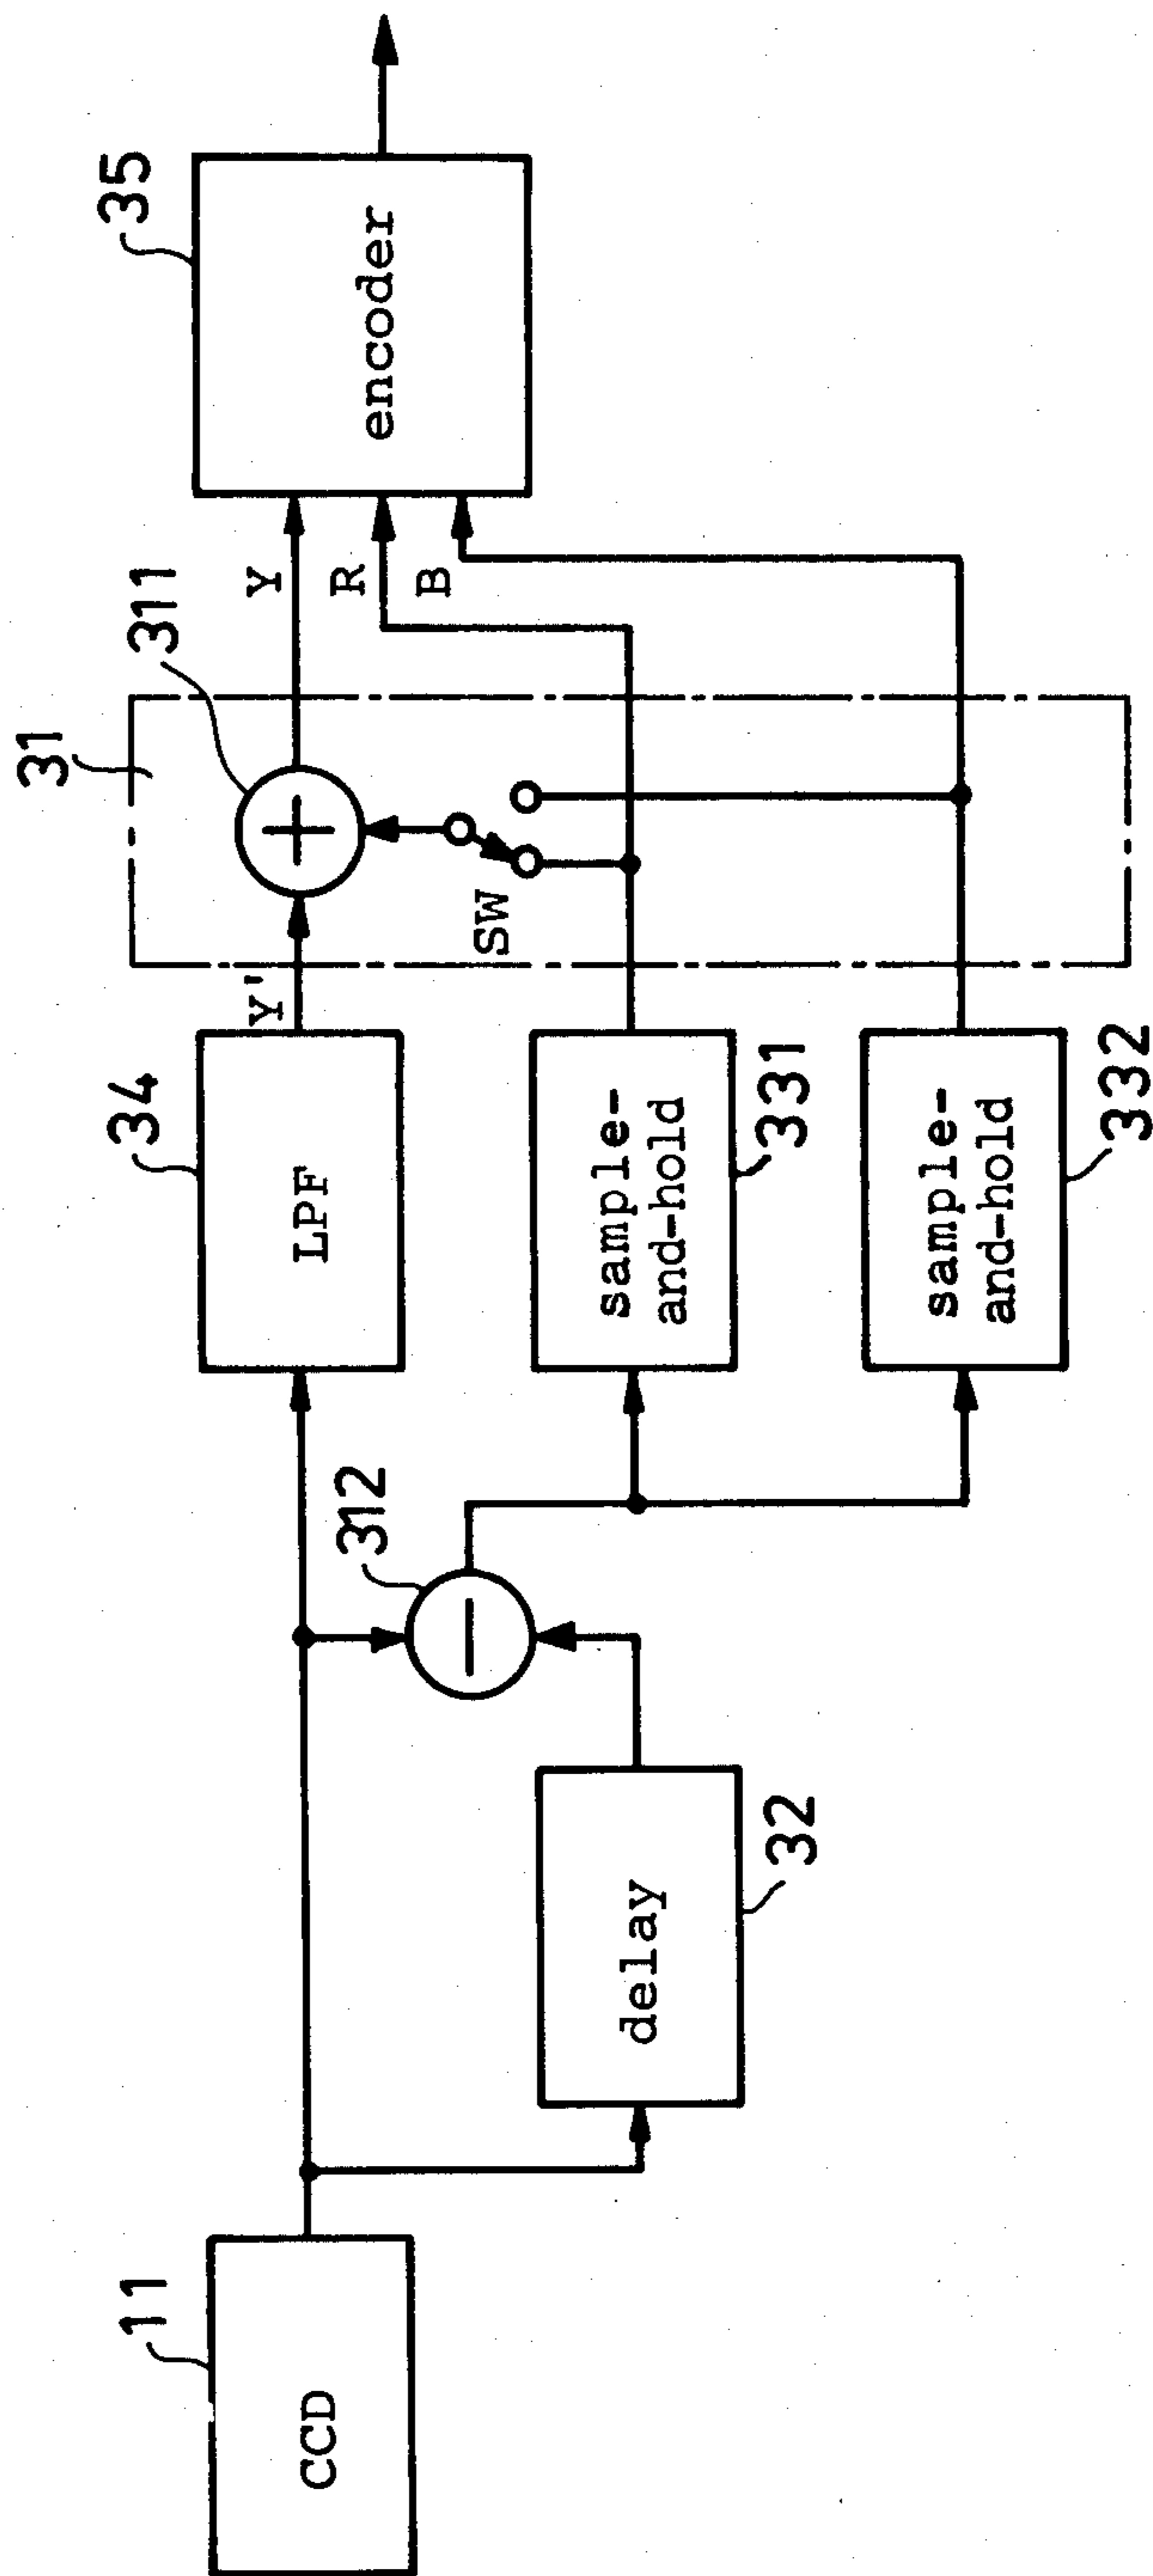 11
CCD
32
delay
312
34
LPF
331
sample-
and-hold
332
sample-
and-hold
31
311
Y'
SW
Y
R
B
35
encoder